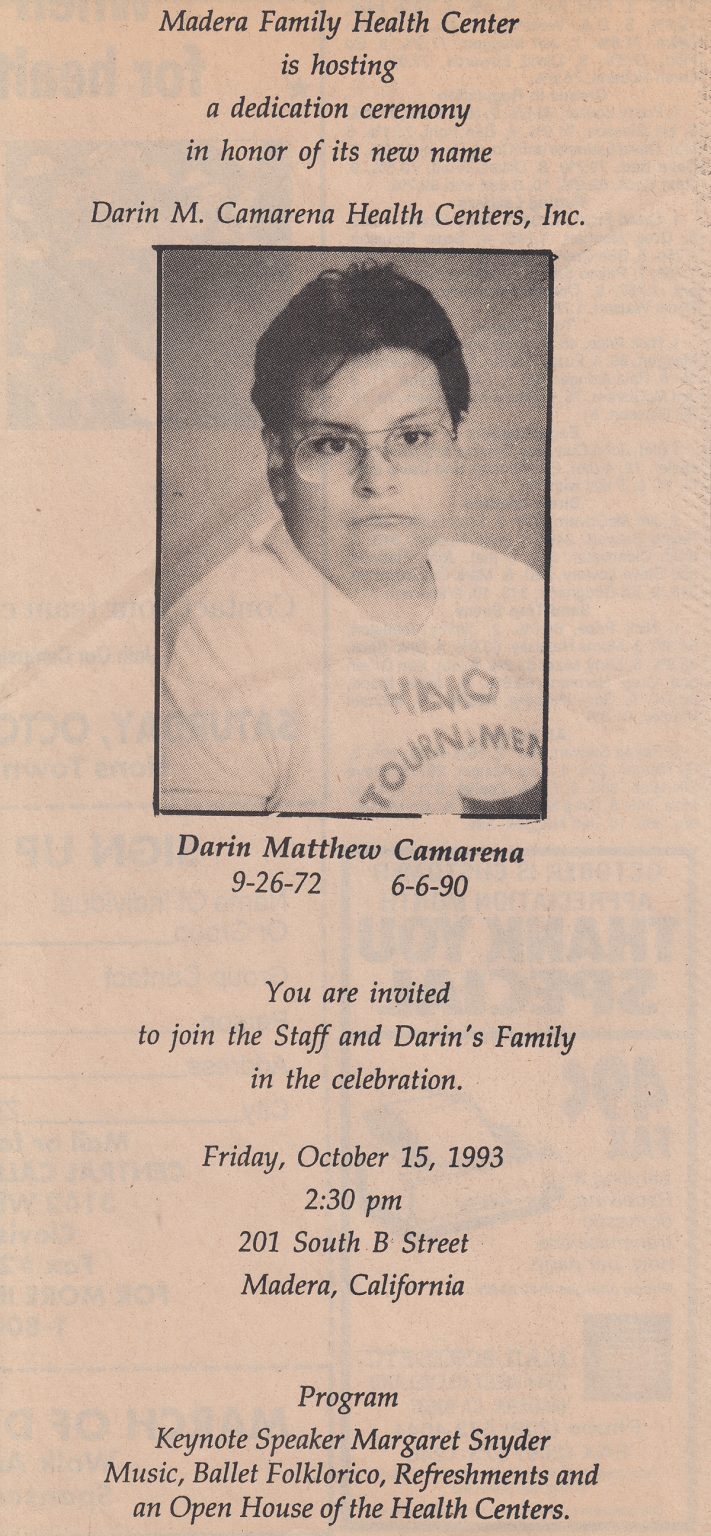 Madera Family Health Center
is hosting
a dedication ceremony
in honor of its new name
Darin M. Camarena Health Centers, Inc.
HANO
TOURNAMEN
Darin Matthew Camarena
9-26-72 6-6-90
You are invited
to join the Staff and Darin's Family
in the celebration.
Friday, October 15, 1993
2:30 pm
201 South B Street
Madera, California
Program
Keynote Speaker Margaret Snyder
Music, Ballet Folklorico, Refreshments and
an Open House of the Health Centers.